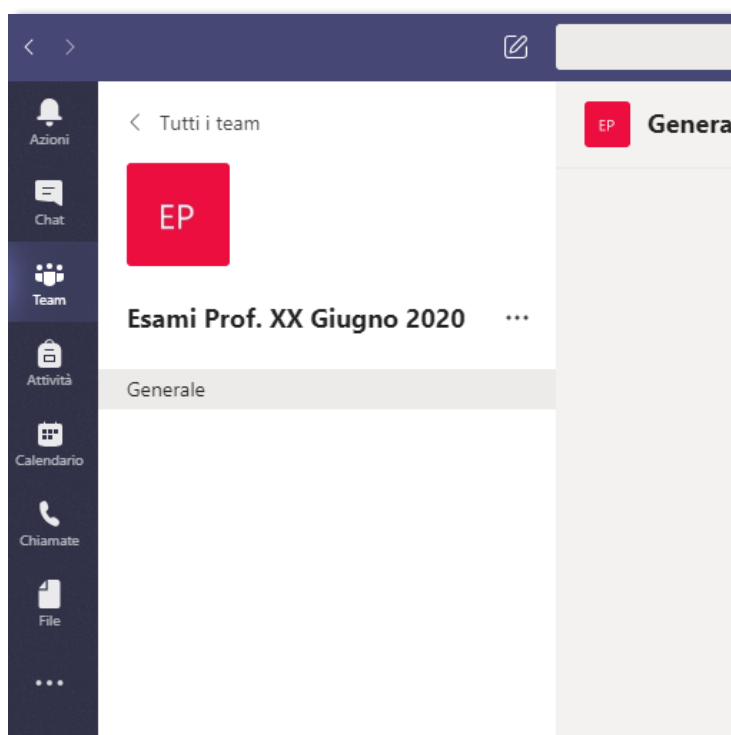 Azioni
Chat
Team
Attività
Calendario
Chiamate
File
Tutti i team
EP
Esami Prof. XX Giugno 2020
Generale
EP
Genera